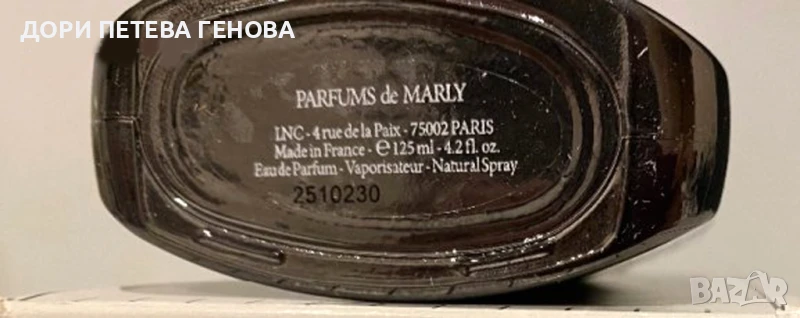 ДОРИ ПЕТЕВА ГЕНОВА
PARFUMS de MARLY
LNC - 4 rue de la Paix - 75002 PARIS
Made in France - ℮ 125 ml - 4.2 fl. oz.
Eau de Parfum - Vaporisateur - Natural Spray
2510230
BAZAR